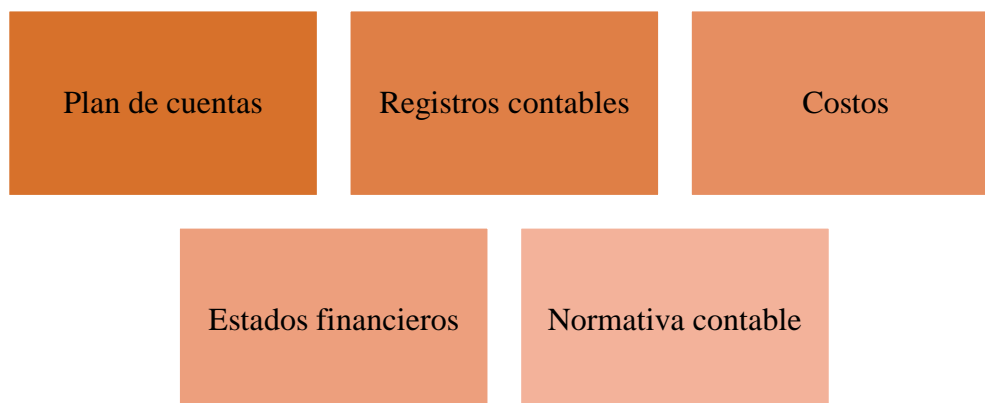 Plan de cuentas
Registros contables
Costos
Estados financieros
Normativa contable